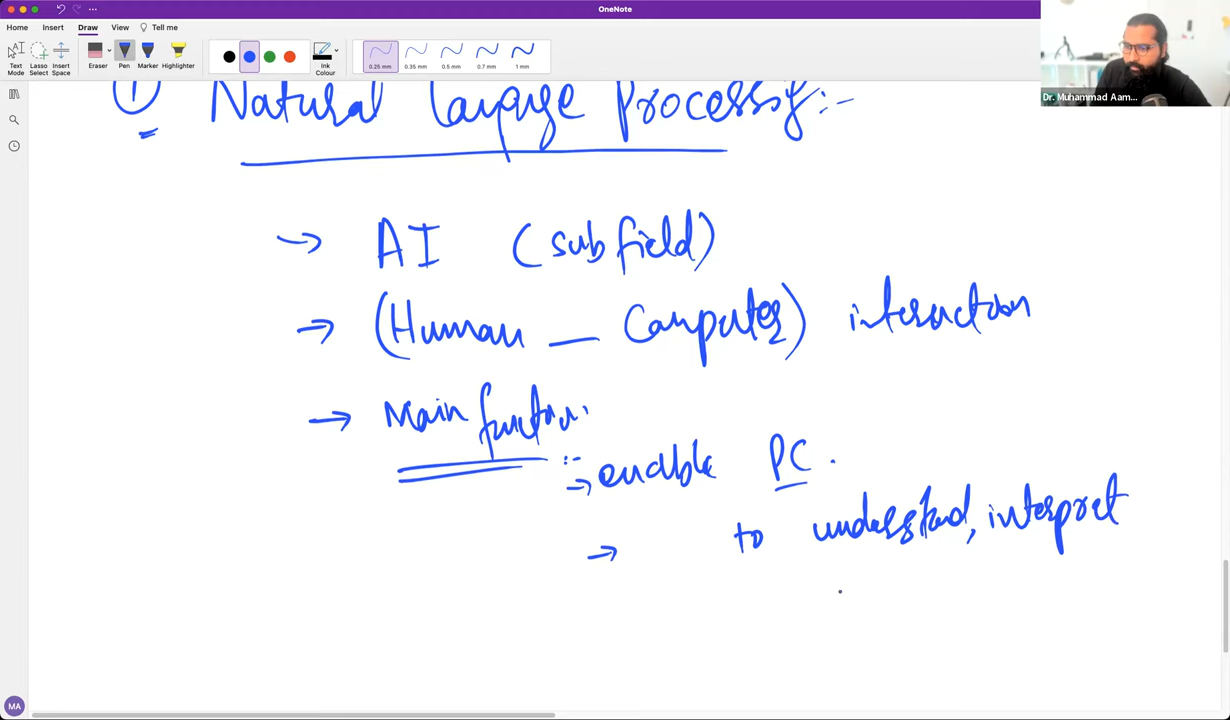 OneNote
Home Insert Draw View Tell me
Text Mode Lasso Select Insert Space Eraser Pen Marker Highlighter Ink Colour 0.25 mm 0.35 mm 0.5 mm 0.7 mm 1 mm
Dr. Muhammad Aam...
① Natural Language Processing:-
→ AI (subfield)
→ (Human — Computer) interaction
→ Main function
:- → enable PC.
→ to understand, interpret
MA